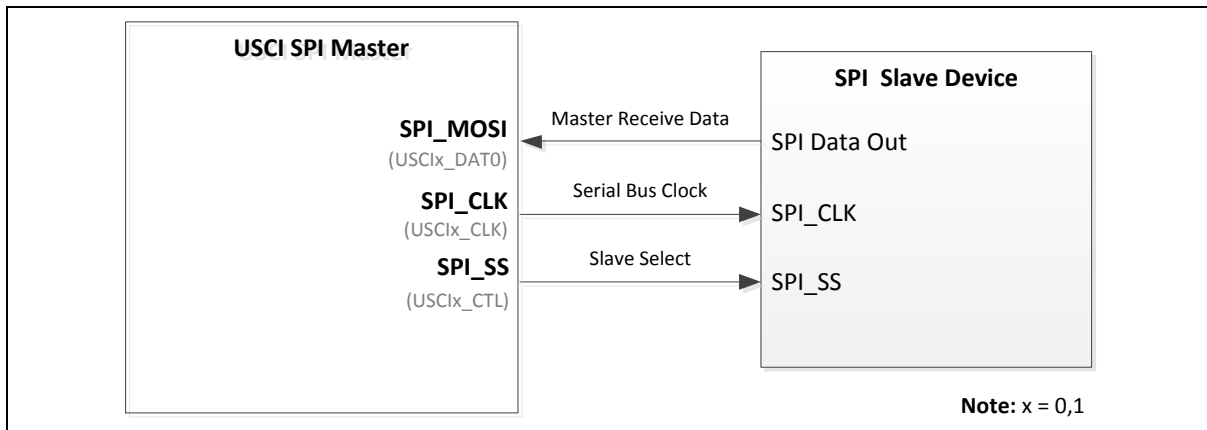 USCI SPI Master
SPI Slave Device
SPI_MOSI
(USCIx_DAT0)
Master Receive Data
SPI Data Out
SPI_CLK
(USCIx_CLK)
Serial Bus Clock
SPI_CLK
SPI_SS
(USCIx_CTL)
Slave Select
SPI_SS
Note: x = 0,1